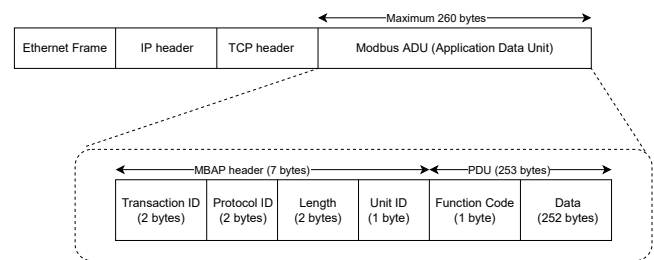 Maximum 260 bytes
Ethernet Frame IP header TCP header Modbus ADU (Application Data Unit)
MBAP header (7 bytes) PDU (253 bytes)
Transaction ID Protocol ID Length Unit ID Function Code Data
(2 bytes) (2 bytes) (2 bytes) (1 byte) (1 byte) (252 bytes)